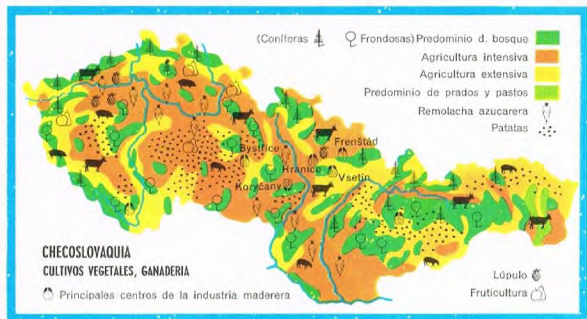 (Coníferas Frondosas) Predominio d. bosque
Agricultura intensiva
Agricultura extensiva
Predominio de prados y pastos
Remolacha azucarera
Patatas
Bystřice
Frenštád
Hranice
Vsetín
Koryčany
CHECOSLOVAQUIA
CULTIVOS VEGETALES, GANADERIA
Principales centros de la industria maderera
Lúpulo
Fruticultura